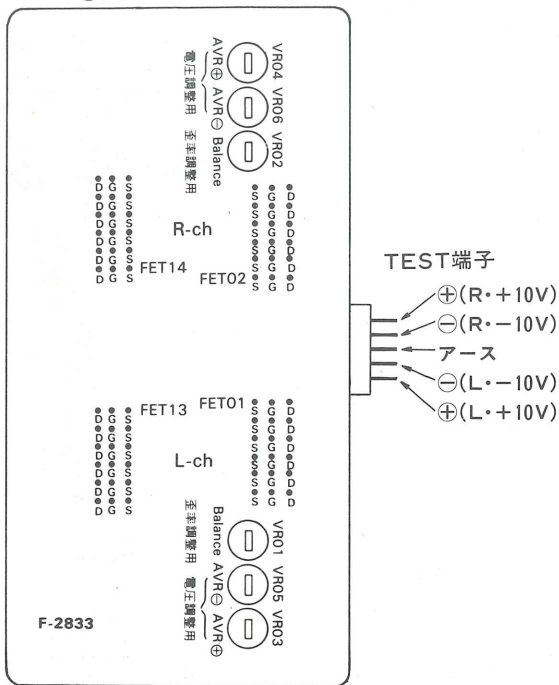 VR04 VR06 VR02
AVR⊕ AVR⊖ Balance
電圧調整用 歪率調整用
D G S
D G S
D G S
D G S
D G S
D G S
D G S
D G S
R-ch
FET14
FET02
S G D
S G D
S G D
S G D
S G D
S G D
S G D
S G D
TEST端子
⊕(R・+10V)
⊖(R・-10V)
アース
⊖(L・-10V)
⊕(L・+10V)
FET13
FET01
D G S
D G S
D G S
D G S
D G S
D G S
D G S
D G S
L-ch
S G D
S G D
S G D
S G D
S G D
S G D
S G D
S G D
VR01 VR05 VR03
Balance AVR⊖ AVR⊕
歪率調整用 電圧調整用
F-2833